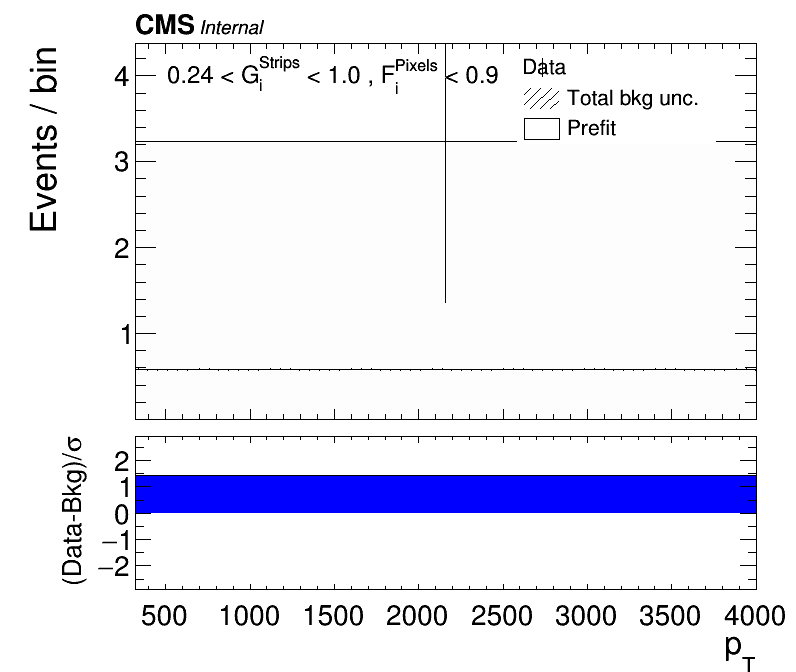 CMS Internal
Events / bin
0.24 < G_i^Strips < 1.0 , F_i^Pixels < 0.9
Data
Total bkg unc.
Prefit
4
3
2
1
(Data-Bkg)/σ
2
1
0
−1
−2
500 1000 1500 2000 2500 3000 3500 4000
p_T